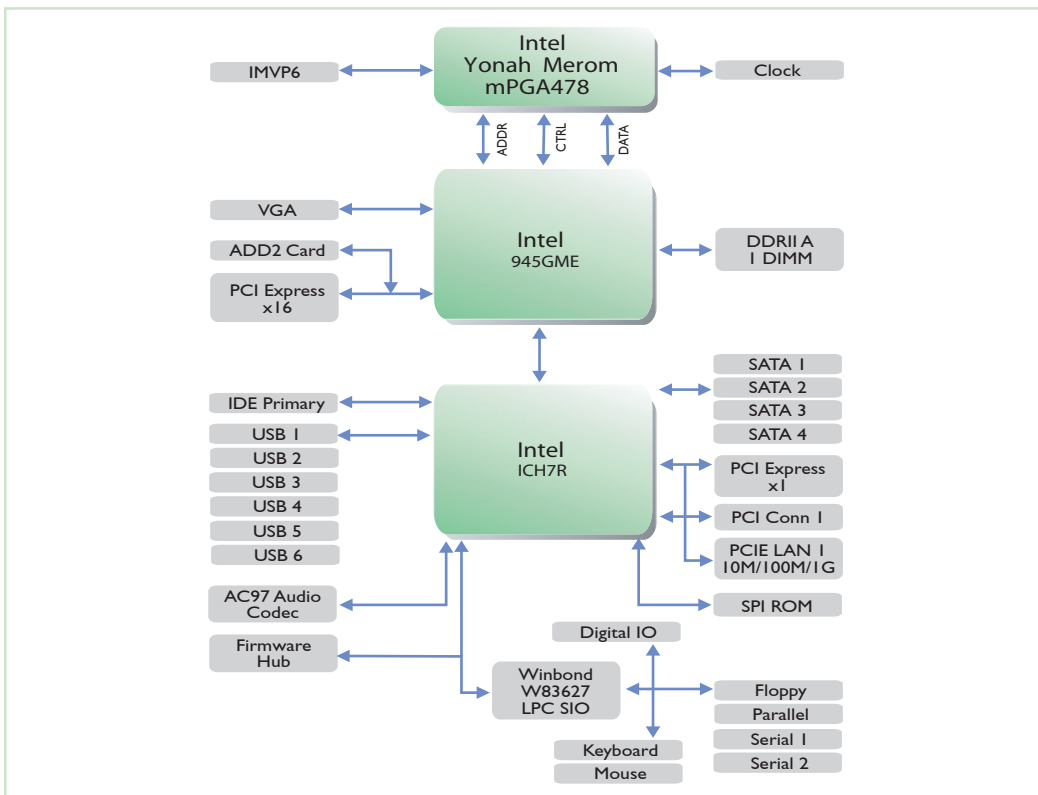 Intel
Yonah Merom
mPGA478
IMVP6
Clock
ADDR
CTRL
DATA
VGA
ADD2 Card
PCI Express
x16
Intel
945GME
DDRII A
1 DIMM
IDE Primary
USB 1
USB 2
USB 3
USB 4
USB 5
USB 6
Intel
ICH7R
SATA 1
SATA 2
SATA 3
SATA 4
PCI Express
x1
PCI Conn 1
PCIE LAN 1
10M/100M/1G
SPI ROM
AC97 Audio
Codec
Firmware
Hub
Digital IO
Winbond
W83627
LPC SIO
Floppy
Parallel
Serial 1
Serial 2
Keyboard
Mouse